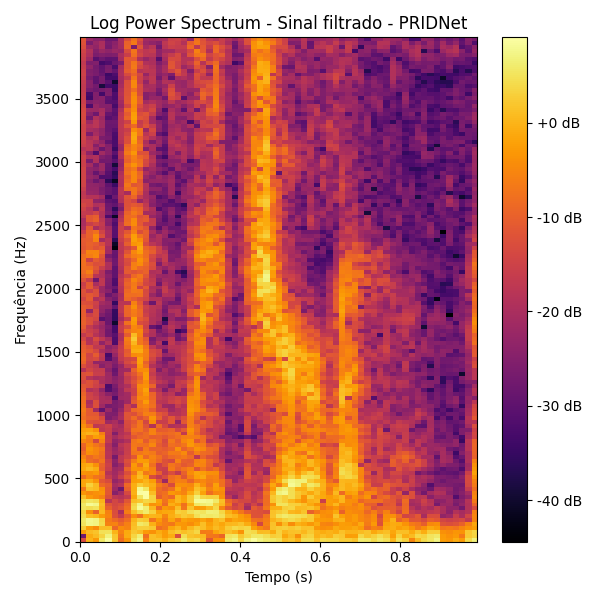 Log Power Spectrum - Sinal filtrado - PRIDNet
Frequência (Hz)
3500
3000
2500
2000
1500
1000
500
0
0.0 0.2 0.4 0.6 0.8
Tempo (s)
+0 dB
-10 dB
-20 dB
-30 dB
-40 dB